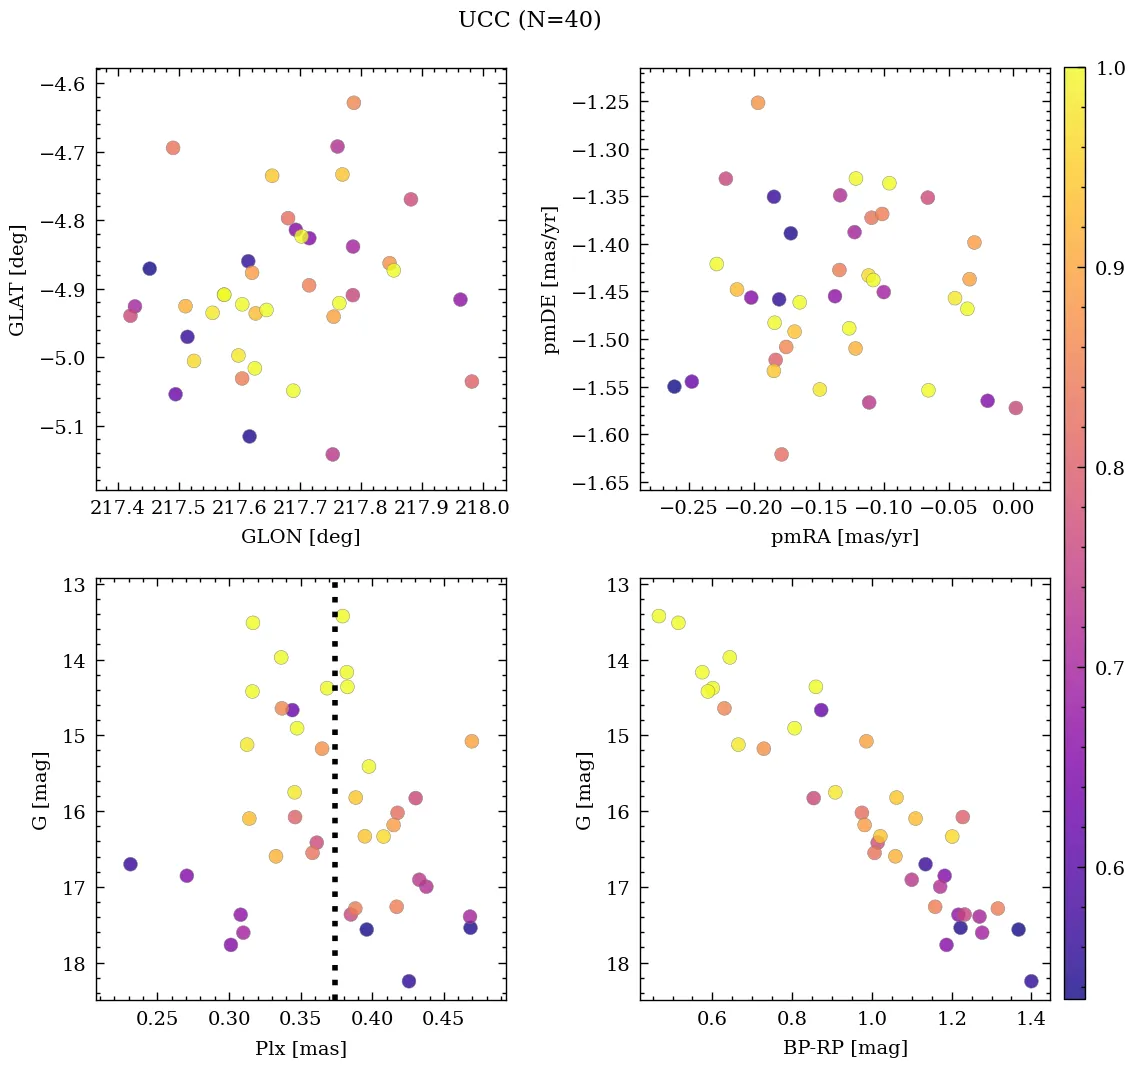 UCC (N=40)
−4.6
−4.7
−4.8
−4.9
−5.0
−5.1
GLAT [deg]
217.4 217.5 217.6 217.7 217.8 217.9 218.0
GLON [deg]
−1.25
−1.30
−1.35
−1.40
−1.45
−1.50
−1.55
−1.60
−1.65
pmDE [mas/yr]
−0.25 −0.20 −0.15 −0.10 −0.05 0.00
pmRA [mas/yr]
1.0
0.9
0.8
0.7
0.6
13
14
15
16
17
18
G [mag]
0.25 0.30 0.35 0.40 0.45
Plx [mas]
13
14
15
16
17
18
G [mag]
0.6 0.8 1.0 1.2 1.4
BP-RP [mag]